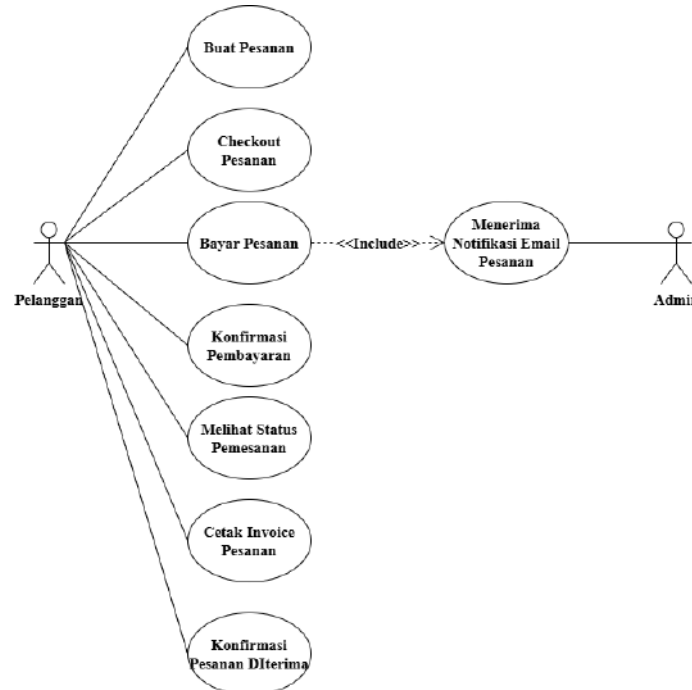 Buat Pesanan
Checkout
Pesanan
Bayar Pesanan
<<Include>>
Menerima
Notifikasi Email
Pesanan
Pelanggan
Admin
Konfirmasi
Pembayaran
Melihat Status
Pemesanan
Cetak Invoice
Pesanan
Konfirmasi
Pesanan DIterima